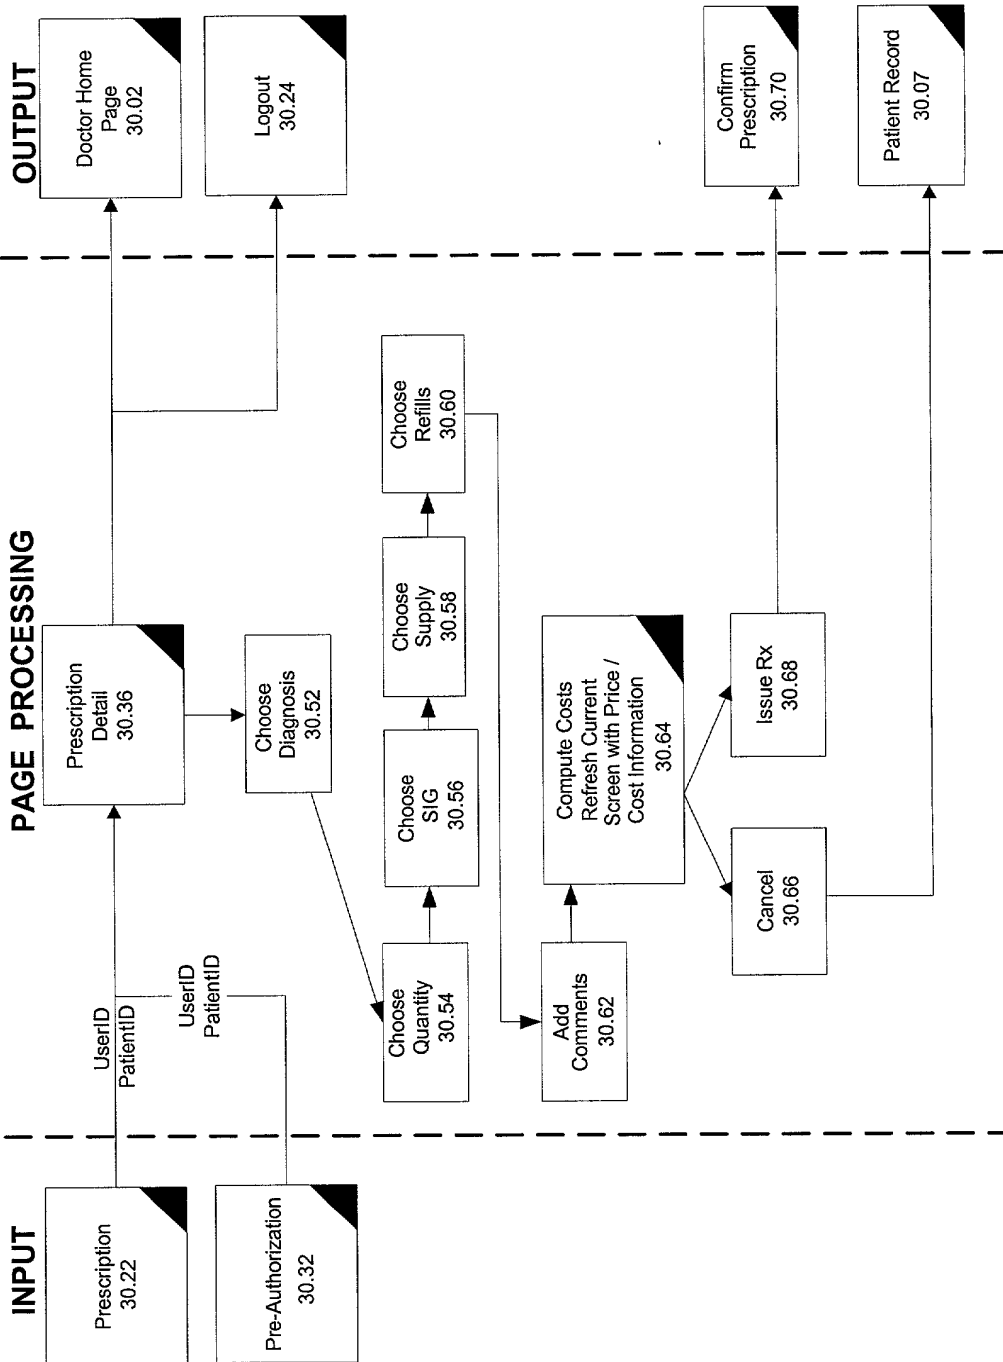 INPUT
PAGE PROCESSING
OUTPUT
Prescription
30.22
Pre-Authorization
30.32
UserID
PatientID
UserID
PatientID
Prescription
Detail
30.36
Choose
Diagnosis
30.52
Choose
Quantity
30.54
Choose
SIG
30.56
Choose
Supply
30.58
Choose
Refills
30.60
Add
Comments
30.62
Compute Costs
Refresh Current
Screen with Price /
Cost Information
30.64
Cancel
30.66
Issue Rx
30.68
Doctor Home
Page
30.02
Logout
30.24
Confirm
Prescription
30.70
Patient Record
30.07